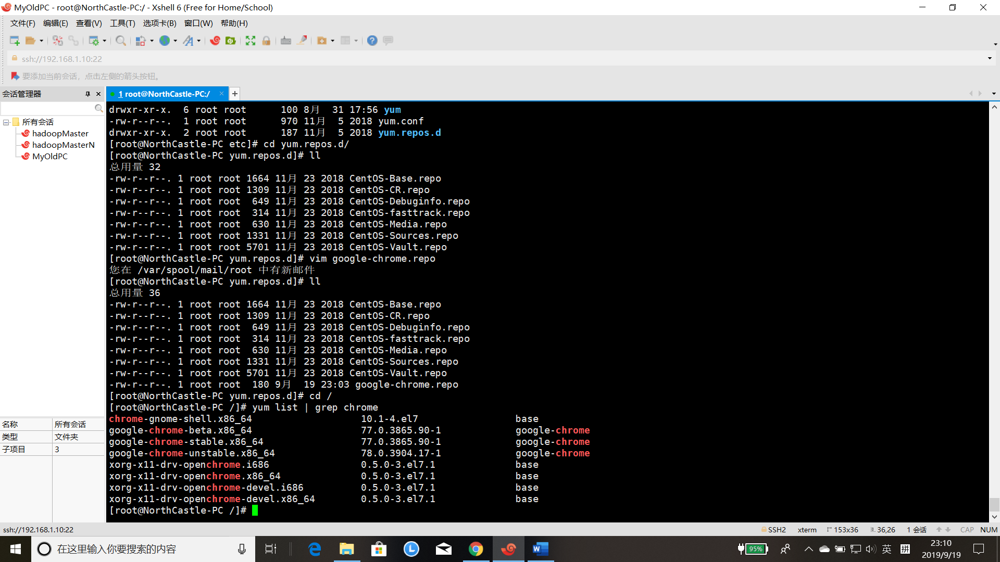 MyOldPC - root@NorthCastle-PC:/ - Xshell 6 (Free for Home/School)
文件(F) 编辑(E) 查看(V) 工具(T) 选项卡(B) 窗口(W) 帮助(H)
ssh://192.168.1.10:22
要添加当前会话，点击左侧的箭头按钮。
会话管理器
1 root@NorthCastle-PC:/
所有会话
hadoopMaster
hadoopMasterN
MyOldPC
名称 所有会话
类型 文件夹
子项目 3
drwxr-xr-x.  6 root root      100 8月  31 17:56 yum
-rw-r--r--.  1 root root      970 11月  5 2018 yum.conf
drwxr-xr-x.  2 root root      187 11月  5 2018 yum.repos.d
[root@NorthCastle-PC etc]# cd yum.repos.d/
[root@NorthCastle-PC yum.repos.d]# ll
总用量 32
-rw-r--r--. 1 root root 1664 11月 23 2018 CentOS-Base.repo
-rw-r--r--. 1 root root 1309 11月 23 2018 CentOS-CR.repo
-rw-r--r--. 1 root root  649 11月 23 2018 CentOS-Debuginfo.repo
-rw-r--r--. 1 root root  314 11月 23 2018 CentOS-fasttrack.repo
-rw-r--r--. 1 root root  630 11月 23 2018 CentOS-Media.repo
-rw-r--r--. 1 root root 1331 11月 23 2018 CentOS-Sources.repo
-rw-r--r--. 1 root root 5701 11月 23 2018 CentOS-Vault.repo
[root@NorthCastle-PC yum.repos.d]# vim google-chrome.repo
您在 /var/spool/mail/root 中有新邮件
[root@NorthCastle-PC yum.repos.d]# ll
总用量 36
-rw-r--r--. 1 root root 1664 11月 23 2018 CentOS-Base.repo
-rw-r--r--. 1 root root 1309 11月 23 2018 CentOS-CR.repo
-rw-r--r--. 1 root root  649 11月 23 2018 CentOS-Debuginfo.repo
-rw-r--r--. 1 root root  314 11月 23 2018 CentOS-fasttrack.repo
-rw-r--r--. 1 root root  630 11月 23 2018 CentOS-Media.repo
-rw-r--r--. 1 root root 1331 11月 23 2018 CentOS-Sources.repo
-rw-r--r--. 1 root root 5701 11月 23 2018 CentOS-Vault.repo
-rw-r--r--. 1 root root  180 9月  19 23:03 google-chrome.repo
[root@NorthCastle-PC yum.repos.d]# cd /
[root@NorthCastle-PC /]# yum list | grep chrome
chrome-gnome-shell.x86_64 10.1-4.el7 base
google-chrome-beta.x86_64 77.0.3865.90-1 google-chrome
google-chrome-stable.x86_64 77.0.3865.90-1 google-chrome
google-chrome-unstable.x86_64 78.0.3904.17-1 google-chrome
xorg-x11-drv-openchrome.i686 0.5.0-3.el7.1 base
xorg-x11-drv-openchrome.x86_64 0.5.0-3.el7.1 base
xorg-x11-drv-openchrome-devel.i686 0.5.0-3.el7.1 base
xorg-x11-drv-openchrome-devel.x86_64 0.5.0-3.el7.1 base
[root@NorthCastle-PC /]#
ssh://192.168.1.10:22 SSH2 xterm 153x36 36,26 1 会话 CAP NUM
在这里输入你要搜索的内容 95% 英 拼 23:10
2019/9/19